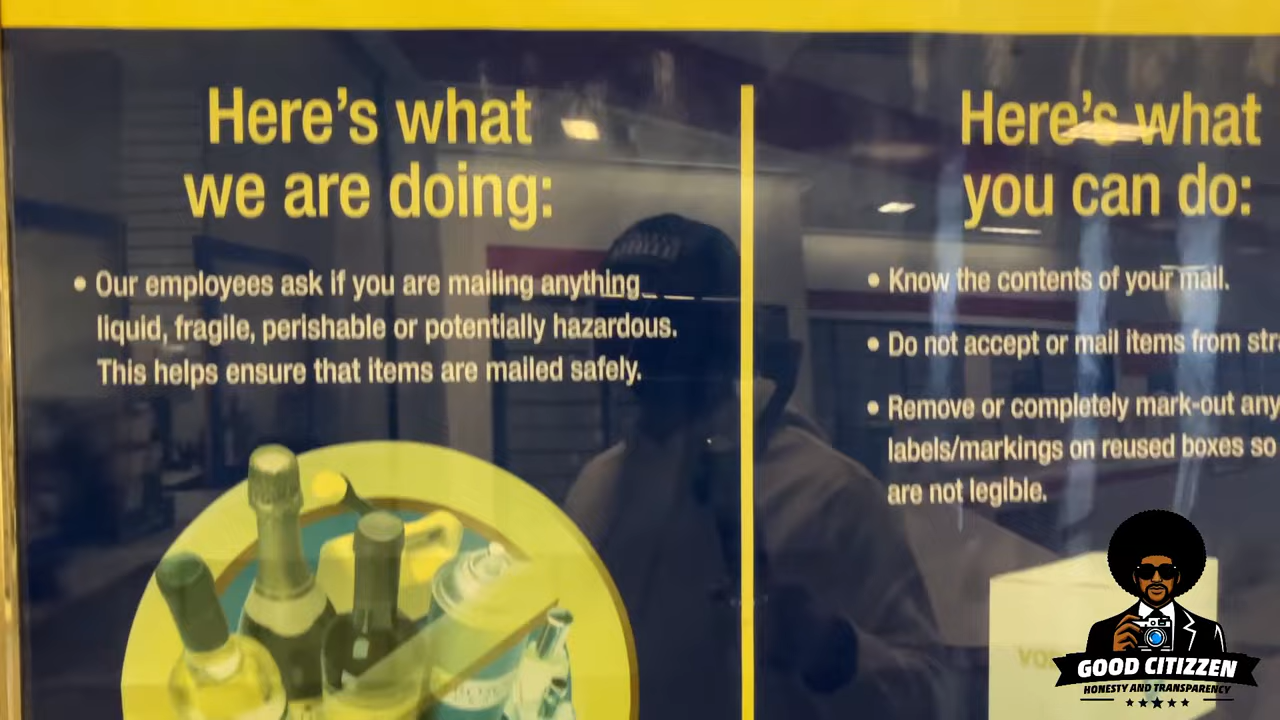 Here's what
we are doing:
• Our employees ask if you are mailing anything
liquid, fragile, perishable or potentially hazardous.
This helps ensure that items are mailed safely.
Here's what
you can do:
• Know the contents of your mail.
• Do not accept or mail items from
• Remove or completely mark-out any
labels/markings on reused boxes so
are not legible.
GOOD CITIZZEN
HONESTY AND TRANSPARENCY